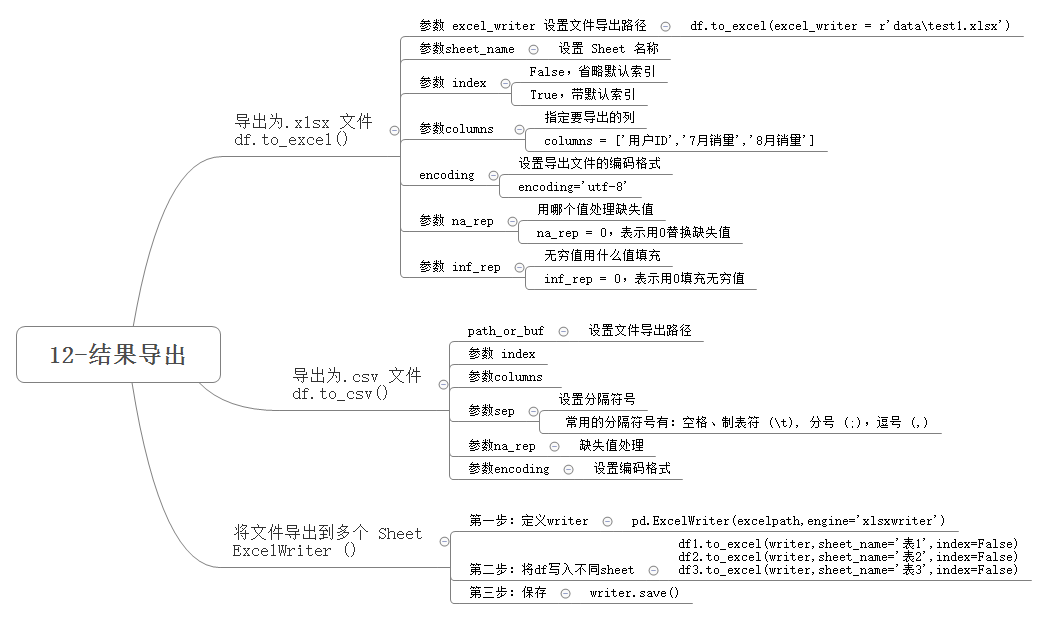 12-结果导出
导出为.xlsx 文件
df.to_excel()
参数 excel_writer 设置文件导出路径
df.to_excel(excel_writer = r'data\test1.xlsx')
参数sheet_name
设置 Sheet 名称
参数 index
False，省略默认索引
True，带默认索引
参数columns
指定要导出的列
columns = ['用户ID','7月销量','8月销量']
encoding
设置导出文件的编码格式
encoding='utf-8'
参数 na_rep
用哪个值处理缺失值
na_rep = 0，表示用0替换缺失值
参数 inf_rep
无穷值用什么值填充
inf_rep = 0，表示用0填充无穷值
导出为.csv 文件
df.to_csv()
path_or_buf
设置文件导出路径
参数 index
参数columns
参数sep
设置分隔符号
常用的分隔符号有：空格、制表符 (\t), 分号 (;)，逗号 (,)
参数na_rep
缺失值处理
参数encoding
设置编码格式
将文件导出到多个 Sheet
ExcelWriter ()
第一步：定义writer
pd.ExcelWriter(excelpath,engine='xlsxwriter')
第二步：将df写入不同sheet
df1.to_excel(writer,sheet_name='表1',index=False)
df2.to_excel(writer,sheet_name='表2',index=False)
df3.to_excel(writer,sheet_name='表3',index=False)
第三步：保存
writer.save()